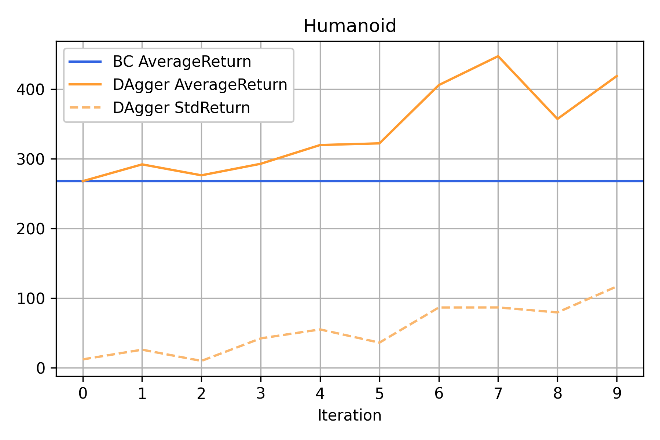 Humanoid
BC AverageReturn
DAgger AverageReturn
DAgger StdReturn
400
300
200
100
0
0 1 2 3 4 5 6 7 8 9
Iteration